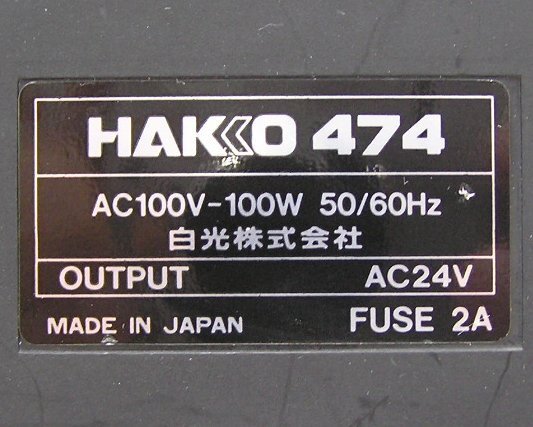 HAKKO 474
AC100V-100W 50/60Hz
白光株式会社
OUTPUT AC24V
MADE IN JAPAN FUSE 2A